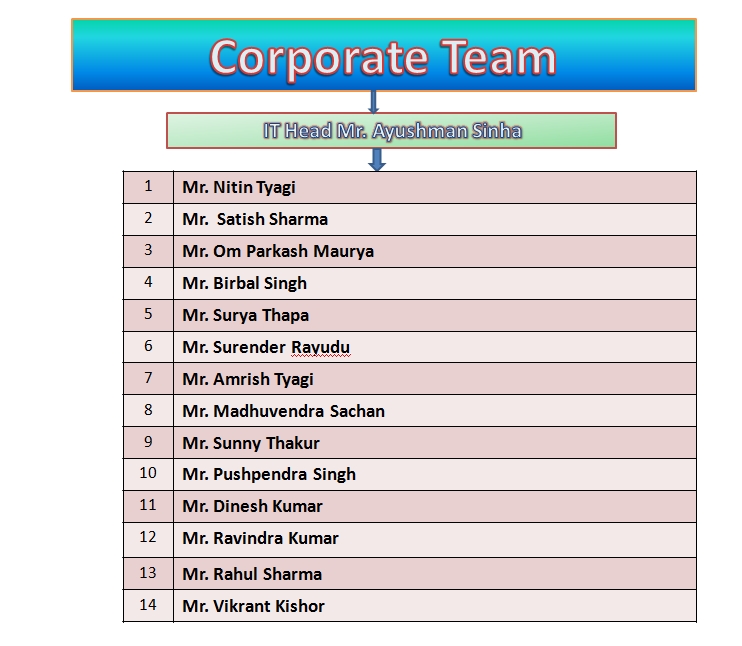 Corporate Team
IT Head Mr. Ayushman Sinha
1 Mr. Nitin Tyagi
2 Mr.  Satish Sharma
3 Mr. Om Parkash Maurya
4 Mr. Birbal Singh
5 Mr. Surya Thapa
6 Mr. Surender Rayudu
7 Mr. Amrish Tyagi
8 Mr. Madhuvendra Sachan
9 Mr. Sunny Thakur
10 Mr. Pushpendra Singh
11 Mr. Dinesh Kumar
12 Mr. Ravindra Kumar
13 Mr. Rahul Sharma
14 Mr. Vikrant Kishor